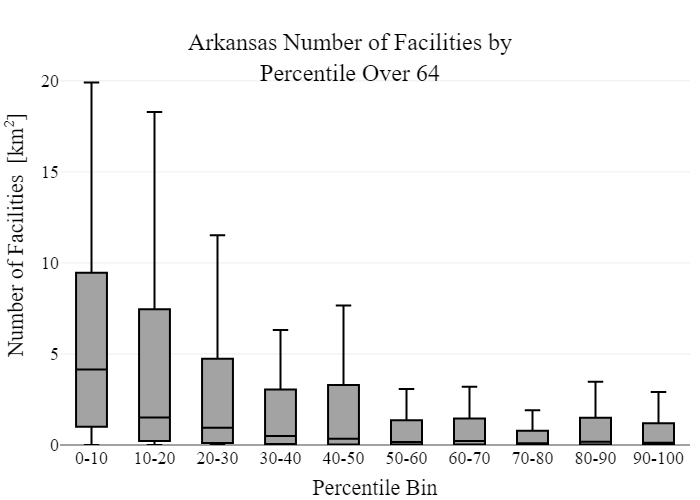 Arkansas Number of Facilities by
Percentile Over 64
Number of Facilities [km²]
20
15
10
5
0
0-10 10-20 20-30 30-40 40-50 50-60 60-70 70-80 80-90 90-100
Percentile Bin